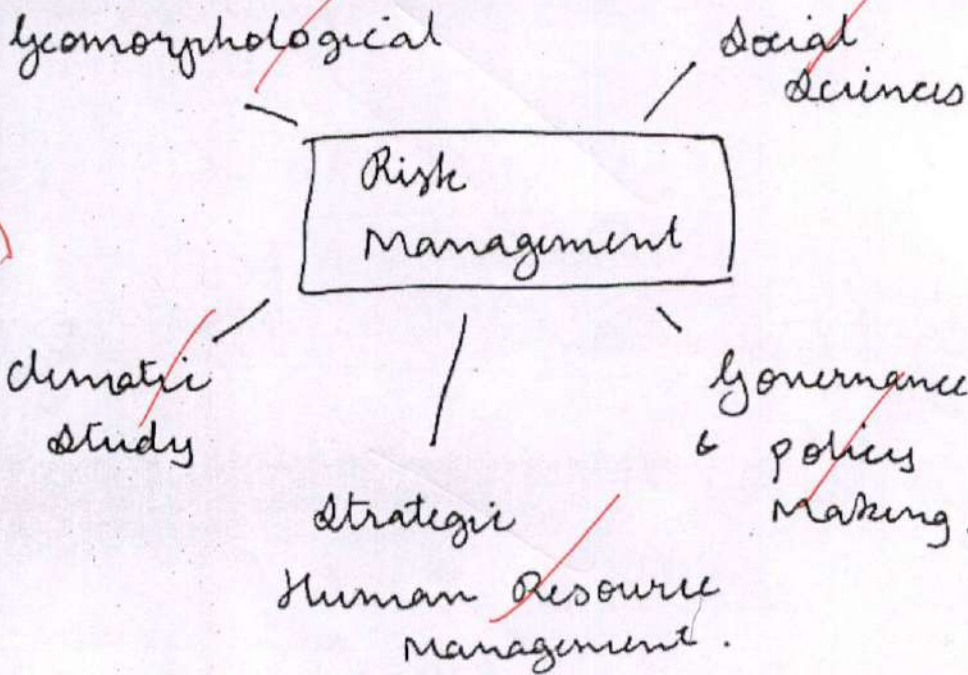 Geomorphological
Social
Sciences
Risk
Management
Climatic
Study
Governance
& policy
Making.
Strategic
Human Resource
Management.